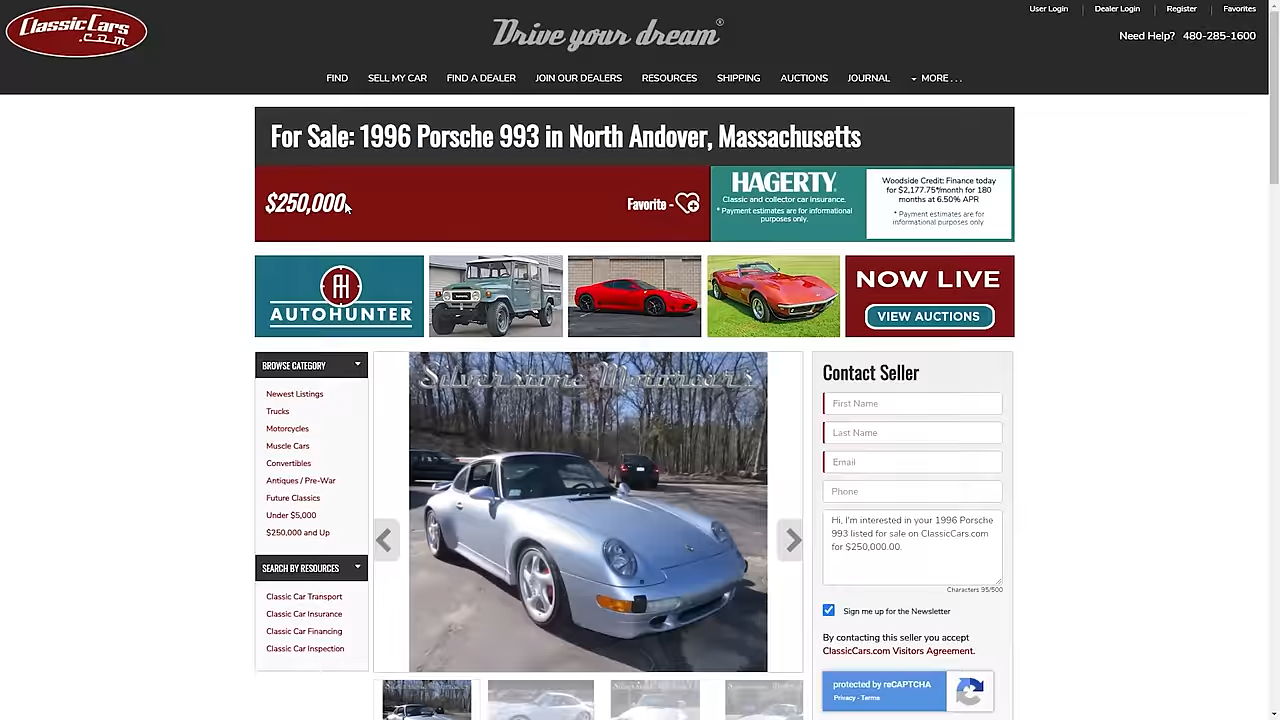 ClassicCars
.com
Drive your dream®
User Login
Dealer Login
Register
Favorites
Need Help? 480-285-1600
FIND
SELL MY CAR
FIND A DEALER
JOIN OUR DEALERS
RESOURCES
SHIPPING
AUCTIONS
JOURNAL
MORE . . .
For Sale: 1996 Porsche 993 in North Andover, Massachusetts
$250,000
Favorite -
HAGERTY.
Classic and collector car insurance.
* Payment estimates are for informational
purposes only.
Woodside Credit: Finance today
for $2,177.75*/month for 180
months at 6.50% APR
* Payment estimates are for
informational purposes only
AH
AUTOHUNTER
NOW LIVE
VIEW AUCTIONS
BROWSE CATEGORY
Newest Listings
Trucks
Motorcycles
Muscle Cars
Convertibles
Antiques / Pre-War
Future Classics
Under $5,000
$250,000 and Up
SEARCH BY RESOURCES
Classic Car Transport
Classic Car Insurance
Classic Car Financing
Classic Car Inspection
Silverstone Motorcars
Contact Seller
First Name
Last Name
Email
Phone
Hi, I'm interested in your 1996 Porsche
993 listed for sale on ClassicCars.com
for $250,000.00.
Characters 95/500
Sign me up for the Newsletter
By contacting this seller you accept
ClassicCars.com Visitors Agreement.
protected by reCAPTCHA
Privacy - Terms